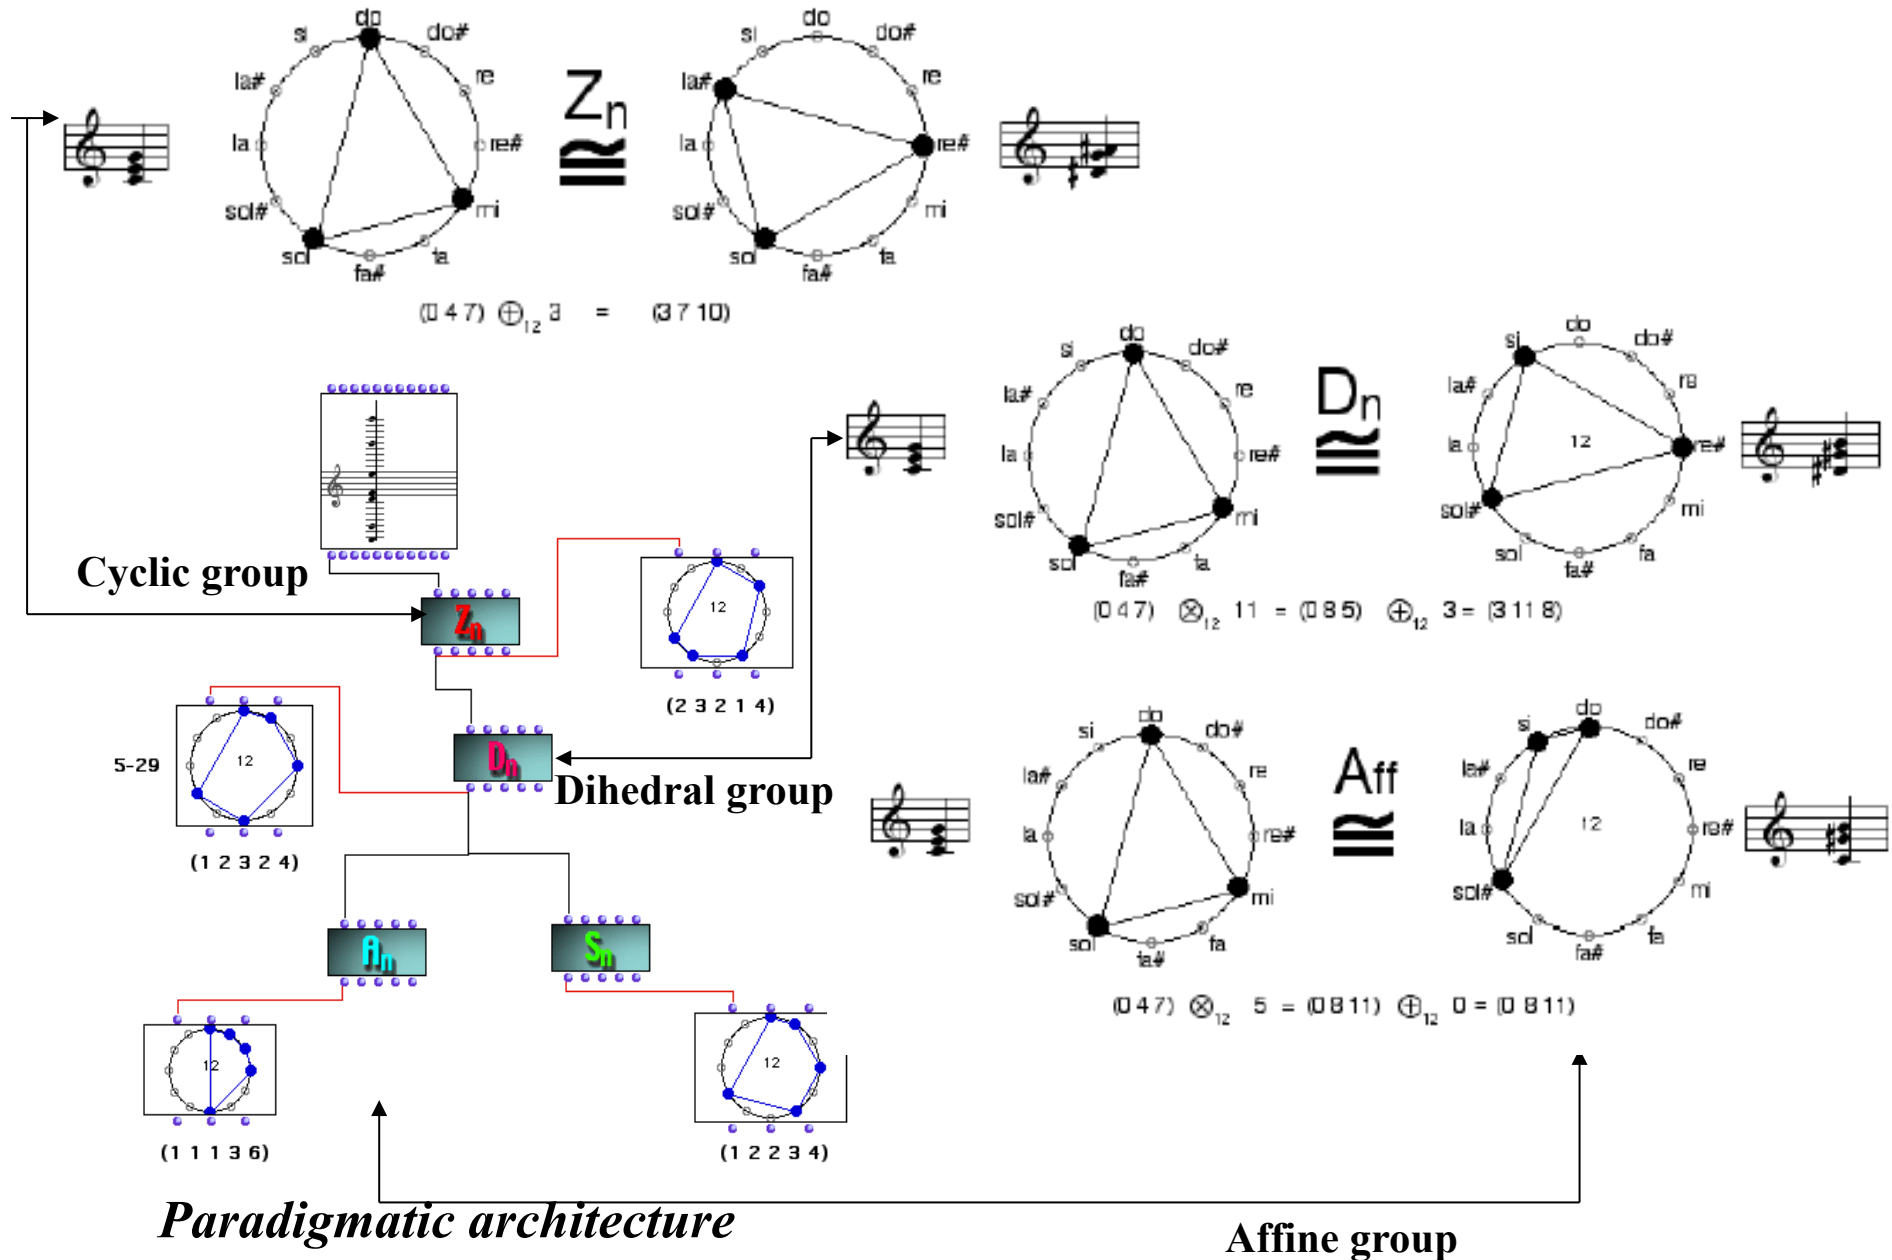 do
si
do#
la#
re
la
re#
sol#
mi
sol
fa
fa#
Zn
≅
do
si
do#
la#
re
la
re#
sol#
mi
sol
fa
fa#
(0 4 7) ⊕12 3 = (3 7 10)
do
si
do#
la#
re
la
re#
sol#
mi
sol
fa
fa#
Dn
≅
do
si
do#
la#
re
12
la
re#
sol#
mi
sol
fa
fa#
(0 4 7) ⊗12 11 = (0 8 5) ⊕12 3 = (3 11 8)
Cyclic group
Zn
12
(2 3 2 1 4)
Dn
Dihedral group
5-29
12
(1 2 3 2 4)
do
si
do#
la#
re
la
re#
sol#
mi
sol
fa
fa#
Aff
≅
do
si
do#
la#
re
12
la
re#
sol#
mi
sol
fa
fa#
(0 4 7) ⊗12 5 = (0 8 11) ⊕12 0 = (0 8 11)
An
Sn
12
(1 1 1 3 6)
12
(1 2 2 3 4)
Paradigmatic architecture
Affine group